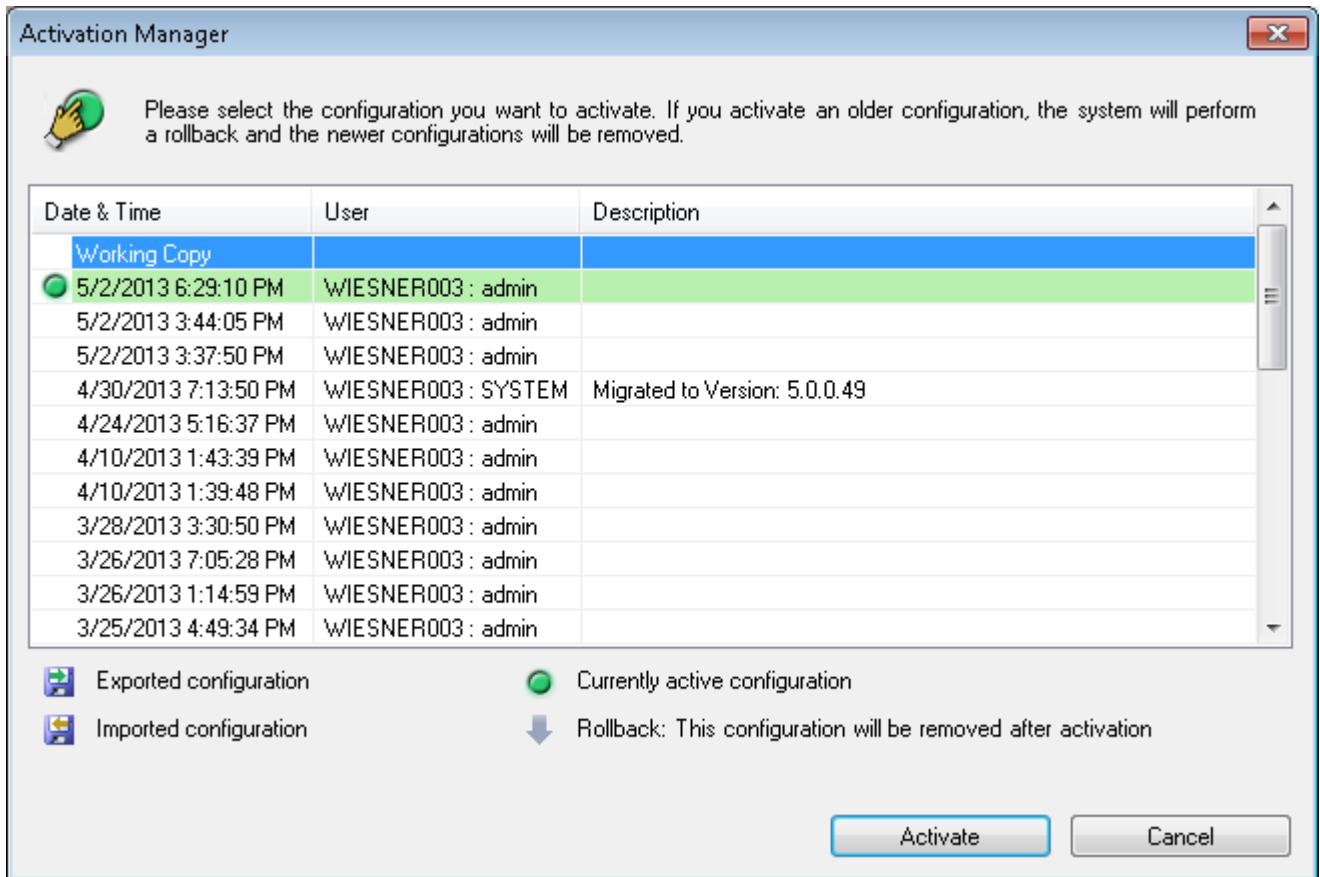 Activation Manager
Please select the configuration you want to activate. If you activate an older configuration, the system will perform
a rollback and the newer configurations will be removed.
Date & Time User Description
Working Copy
5/2/2013 6:29:10 PM WIESNER003 : admin
5/2/2013 3:44:05 PM WIESNER003 : admin
5/2/2013 3:37:50 PM WIESNER003 : admin
4/30/2013 7:13:50 PM WIESNER003 : SYSTEM Migrated to Version: 5.0.0.49
4/24/2013 5:16:37 PM WIESNER003 : admin
4/10/2013 1:43:39 PM WIESNER003 : admin
4/10/2013 1:39:48 PM WIESNER003 : admin
3/28/2013 3:30:50 PM WIESNER003 : admin
3/26/2013 7:05:28 PM WIESNER003 : admin
3/26/2013 1:14:59 PM WIESNER003 : admin
3/25/2013 4:49:34 PM WIESNER003 : admin
Exported configuration Currently active configuration
Imported configuration Rollback: This configuration will be removed after activation
Activate Cancel